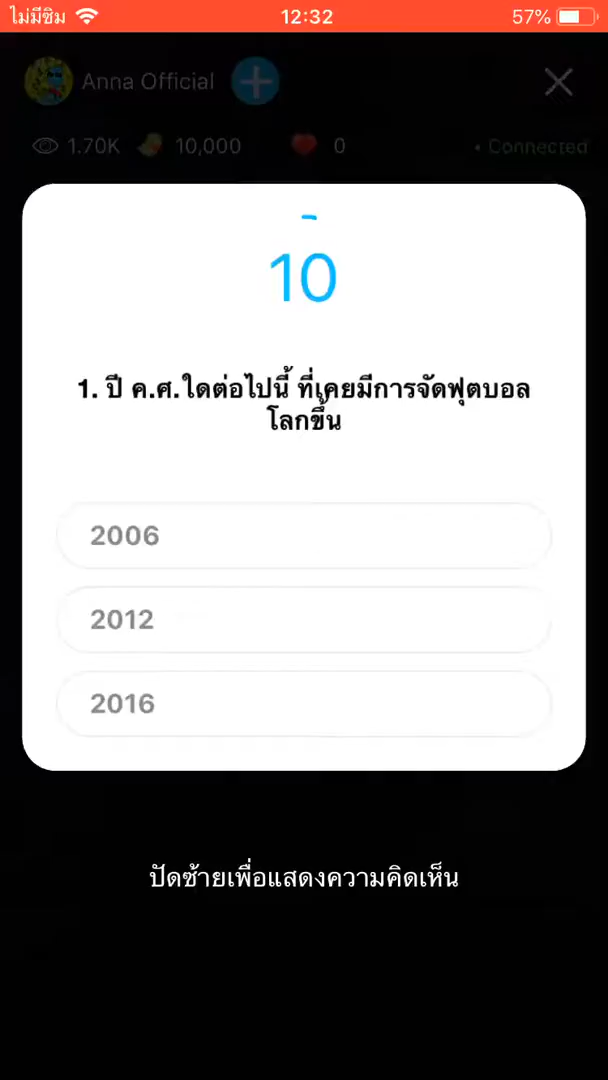 ไม่มีซิม 12:32 57%
Anna Official
1.70K 10,000 0 • Connected
10
1. ปี ค.ศ.ใดต่อไปนี้ ที่เคยมีการจัดฟุตบอล
โลกขึ้น
2006
2012
2016
ปัดซ้ายเพื่อแสดงความคิดเห็น